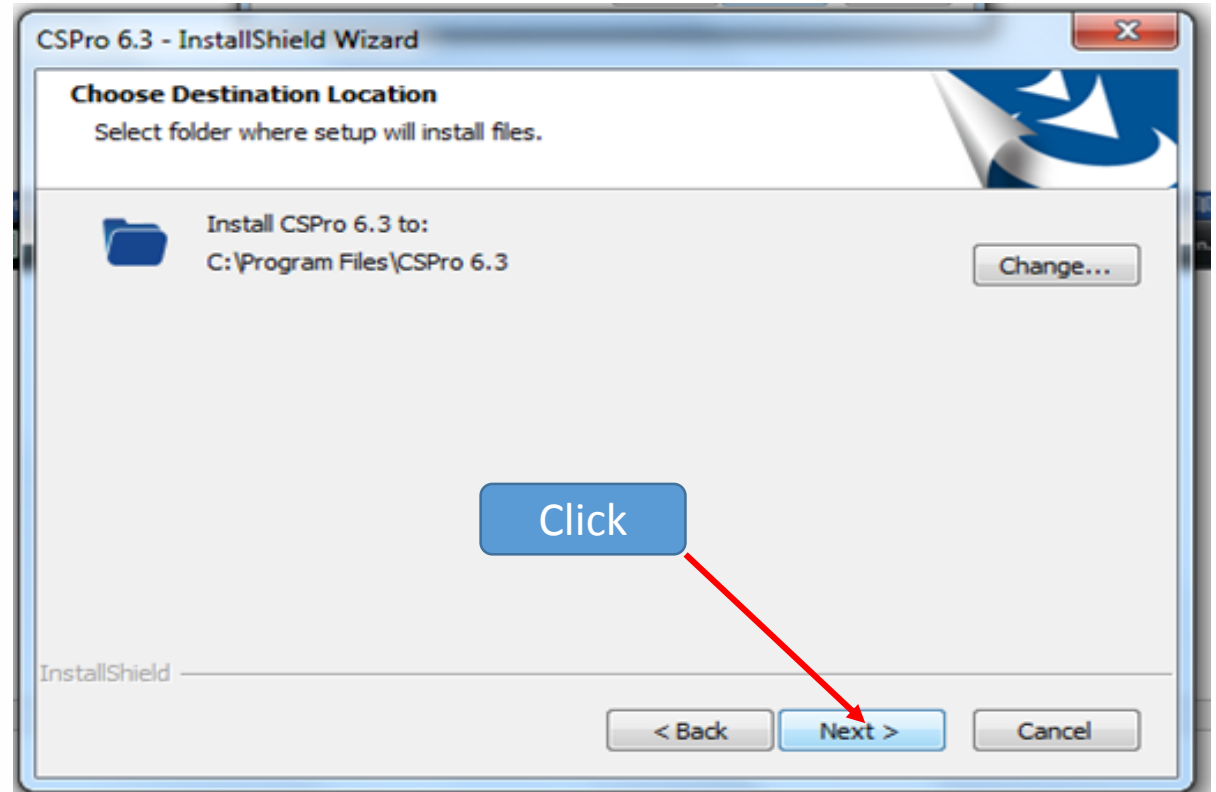 CSPro 6.3 - InstallShield Wizard
Choose Destination Location
Select folder where setup will install files.
Install CSPro 6.3 to:
C:\Program Files\CSPro 6.3
Change...
Click
InstallShield
< Back
Next >
Cancel